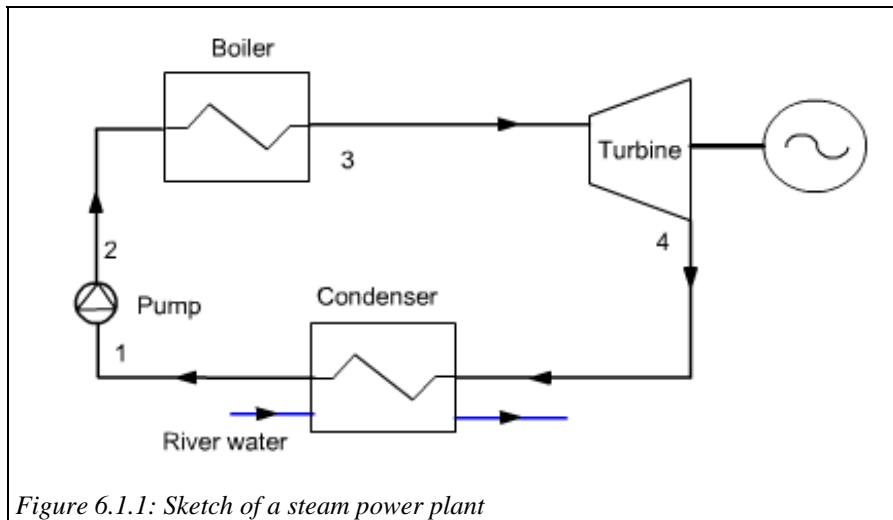 Boiler
3
Turbine
4
2
Pump
1
Condenser
River water
Figure 6.1.1: Sketch of a steam power plant